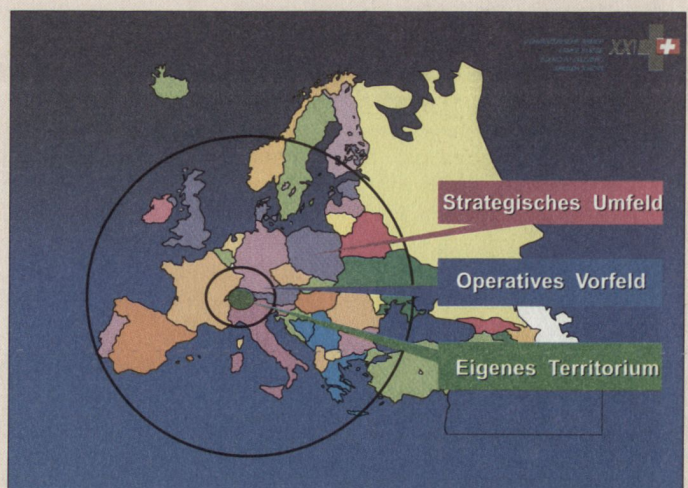 XXI
Strategisches Umfeld
Operatives Vorfeld
Eigenes Territorium